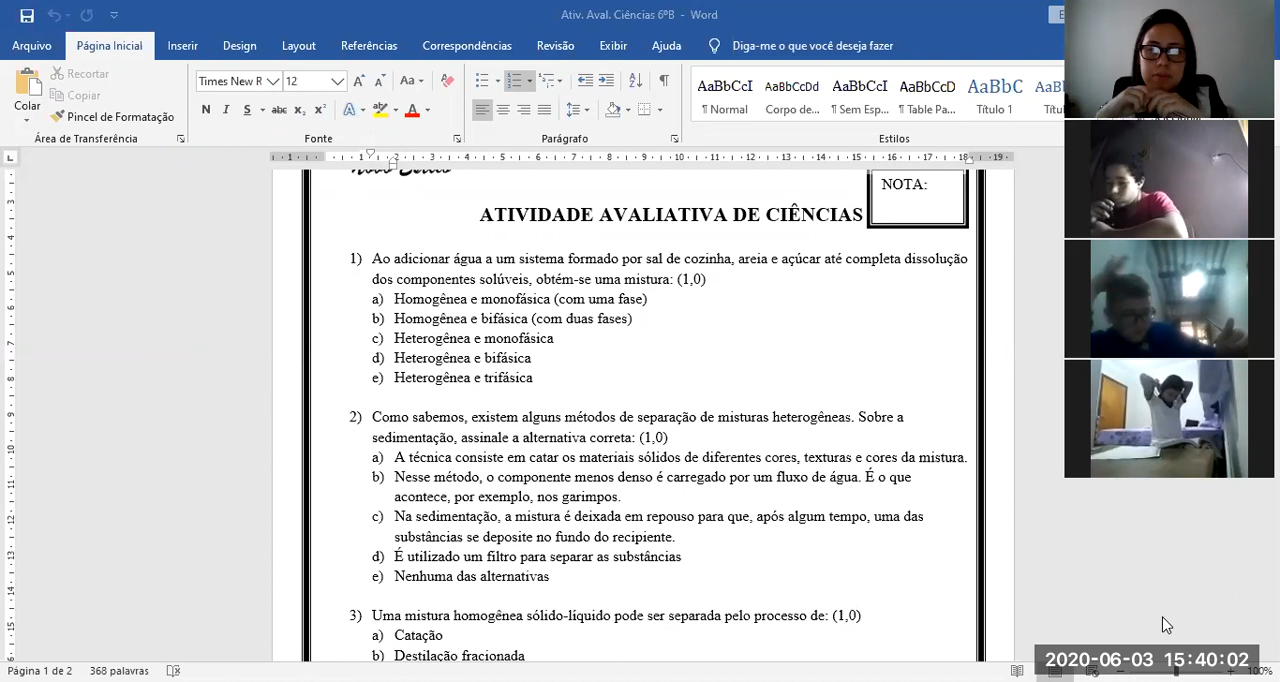 Ativ. Aval. Ciências 6ºB - Word
Arquivo Página Inicial Inserir Design Layout Referências Correspondências Revisão Exibir Ajuda Diga-me o que você deseja fazer
Colar
Recortar
Copiar
Pincel de Formatação
Área de Transferência
Times New R 12
Fonte
Parágrafo
AaBbCcI AaBbCcDd AaBbCcI AaBbCcDd AaBbC AaBbC
¶ Normal Corpo de... ¶ Sem Esp... ¶ Table Pa... Título 1
Estilos
NOTA:
ATIVIDADE AVALIATIVA DE CIÊNCIAS
1) Ao adicionar água a um sistema formado por sal de cozinha, areia e açúcar até completa dissolução
dos componentes solúveis, obtém-se uma mistura: (1,0)
a) Homogênea e monofásica (com uma fase)
b) Homogênea e bifásica (com duas fases)
c) Heterogênea e monofásica
d) Heterogênea e bifásica
e) Heterogênea e trifásica
2) Como sabemos, existem alguns métodos de separação de misturas heterogêneas. Sobre a
sedimentação, assinale a alternativa correta: (1,0)
a) A técnica consiste em catar os materiais sólidos de diferentes cores, texturas e cores da mistura.
b) Nesse método, o componente menos denso é carregado por um fluxo de água. É o que
acontece, por exemplo, nos garimpos.
c) Na sedimentação, a mistura é deixada em repouso para que, após algum tempo, uma das
substâncias se deposite no fundo do recipiente.
d) É utilizado um filtro para separar as substâncias
e) Nenhuma das alternativas
3) Uma mistura homogênea sólido-líquido pode ser separada pelo processo de: (1,0)
a) Catação
b) Destilação fracionada
Página 1 de 2 368 palavras
100%
2020-06-03 15:40:02